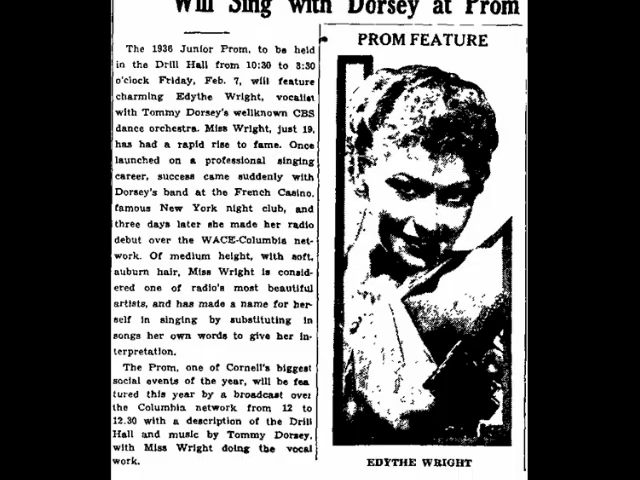 Will Sing with Dorsey at Prom
The 1936 Junior Prom, to be held
in the Drill Hall from 10:30 to 3:30
o'clock Friday, Feb. 7, will feature
charming Edythe Wright, vocalist
with Tommy Dorsey's wellknown CBS
dance orchestra. Miss Wright, just 19,
has had a rapid rise to fame. Once
launched on a professional singing
career, success came suddenly with
Dorsey's band at the French Casino,
famous New York night club, and
three days later she made her radio
debut over the WACE-Columbia net-
work. Of medium height, with soft,
auburn hair, Miss Wright is consid-
ered one of radio's most beautiful
artists, and has made a name for her-
self in singing by substituting in
songs her own words to give her in-
terpretation.
The Prom, one of Cornell's biggest
social events of the year, will be fea
tured this year by a broadcast over
the Columbia network from 12 to
12.30 with a description of the Drill
Hall and music by Tommy Dorsey,
with Miss Wright doing the vocal
work.
PROM FEATURE
EDYTHE WRIGHT